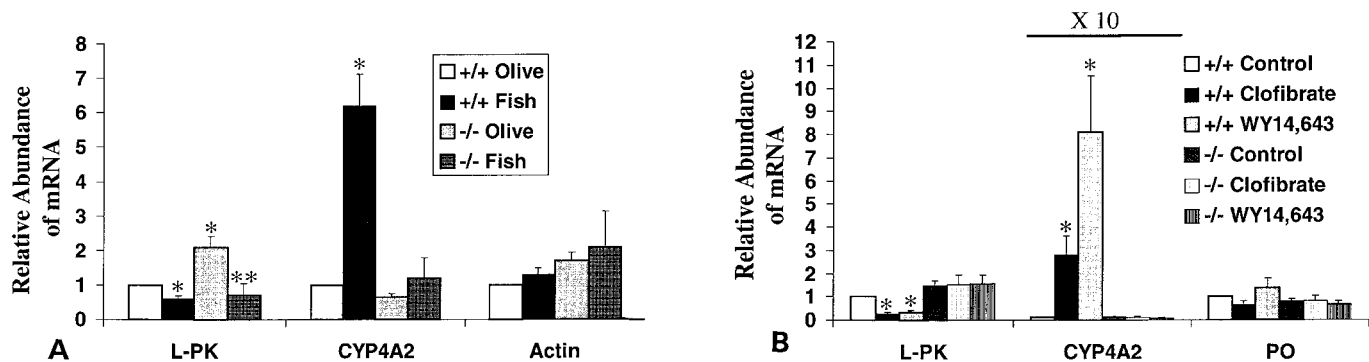 Relative Abundance
of mRNA
8
7
6
5
4
3
2
1
0
*
*
*
**
+/+ Olive
+/+ Fish
-/- Olive
-/- Fish
A
L-PK
CYP4A2
Actin
X 10
Relative Abundance
of mRNA
12
11
10
9
8
7
6
5
4
3
2
1
0
*
*
*
*
+/+ Control
+/+ Clofibrate
+/+ WY14,643
-/- Control
-/- Clofibrate
-/- WY14,643
B
L-PK
CYP4A2
PO